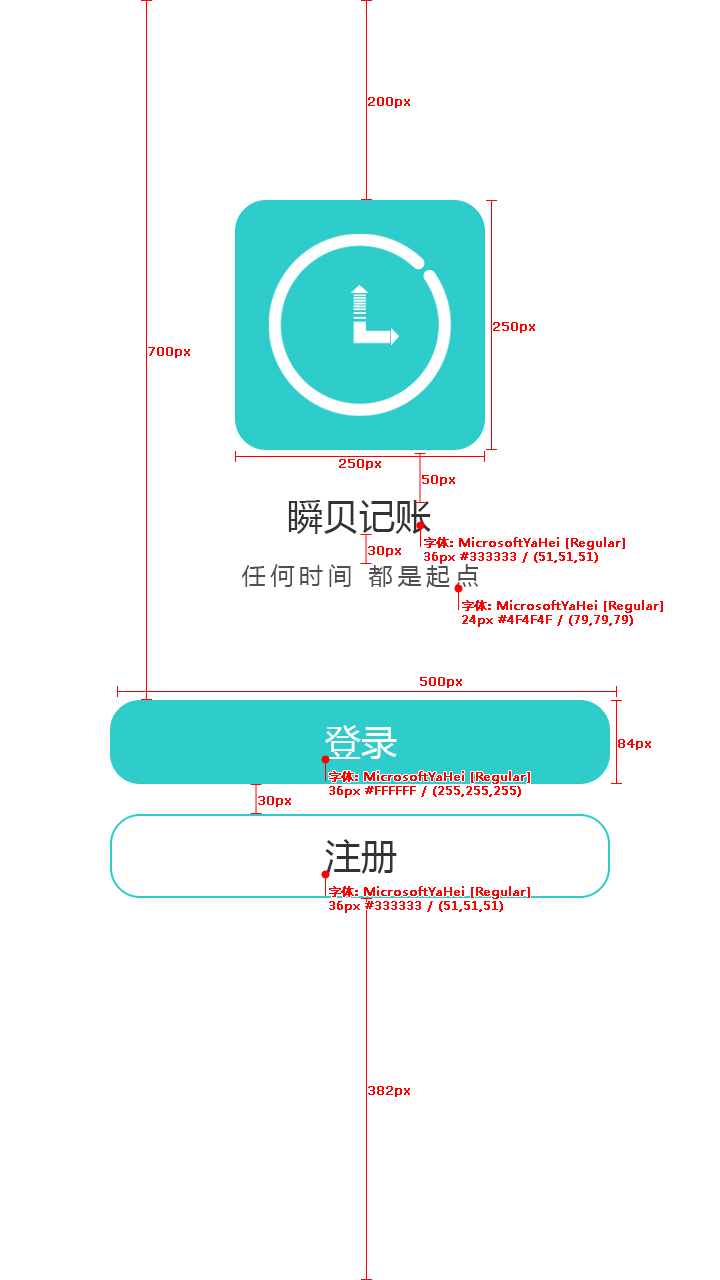 200px
700px
250px
250px
50px
瞬贝记账
字体: MicrosoftYaHei [Regular]
36px #333333 / (51,51,51)
30px
任何时间 都是起点
字体: MicrosoftYaHei [Regular]
24px #4F4F4F / (79,79,79)
500px
登录
84px
字体: MicrosoftYaHei [Regular]
36px #FFFFFF / (255,255,255)
30px
注册
字体: MicrosoftYaHei [Regular]
36px #333333 / (51,51,51)
382px